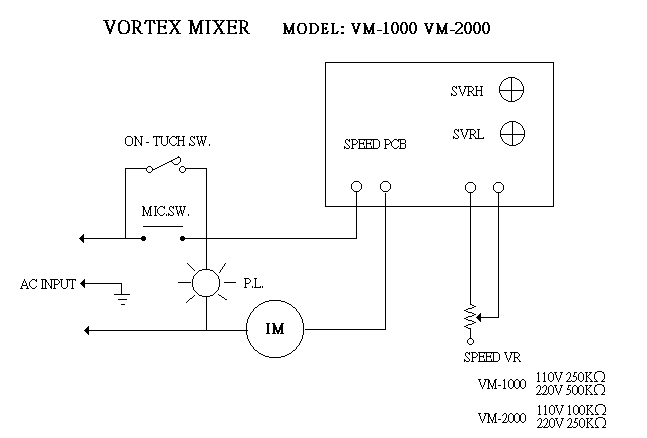 VORTEX MIXER MODEL: VM-1000 VM-2000
SVRH
SVRL
SPEED PCB
ON - TUCH SW.
MIC.SW.
AC INPUT
P.L.
IM
SPEED VR
VM-1000 110V 250KΩ
220V 500KΩ
VM-2000 110V 100KΩ
220V 250KΩ